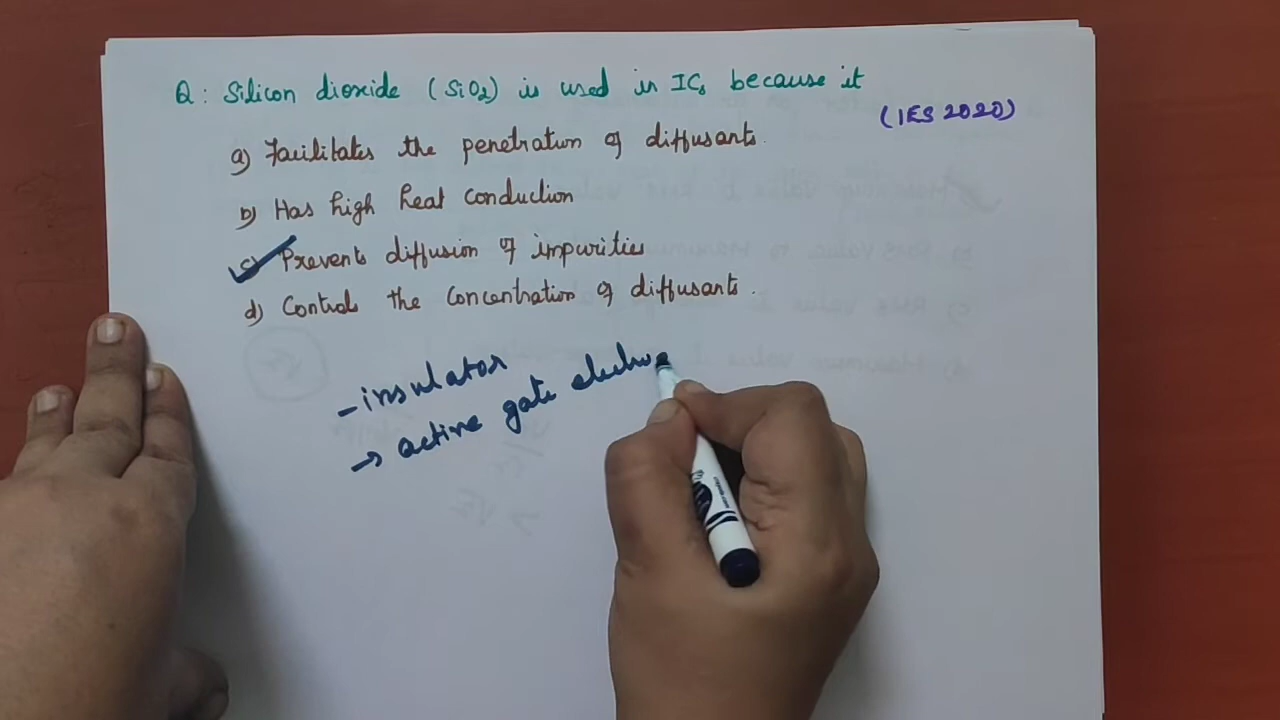 Q: Silicon dioxide (SiO2) is used in ICs because it
(IES 2020)
a) Facilitates the penetration of diffusants.
b) Has high heat conduction
c) Prevents diffusion of impurities
d) Controls the concentration of diffusants.
- insulator
→ active gate electro